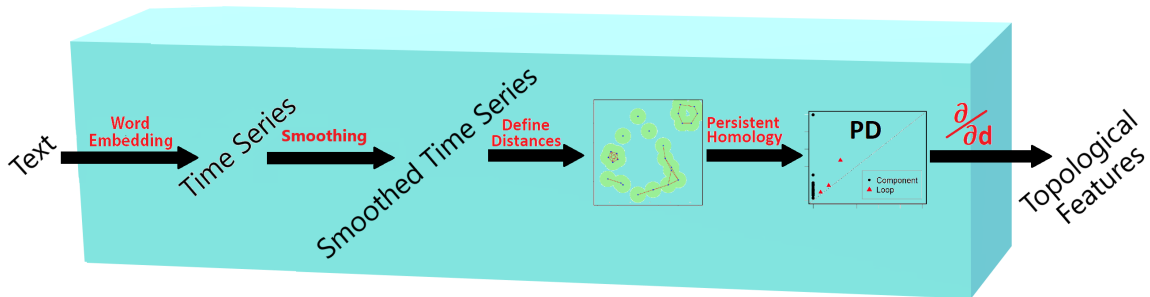 Text
Word
Embedding
Time Series
Smoothing
Smoothed Time Series
Define
Distances
Persistent
Homology
PD
Component
Loop
∂/∂d
Topological
Features